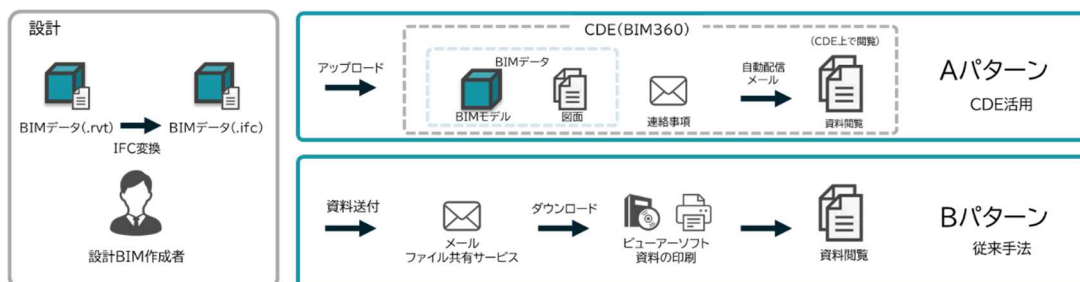 設計
BIMデータ(.rvt)
BIMデータ(.ifc)
IFC変換
設計BIM作成者
アップロード
CDE(BIM360)
BIMデータ
BIMモデル
図面
連絡事項
自動配信
メール
(CDE上で閲覧)
資料閲覧
Aパターン
CDE活用
資料送付
メール
ファイル共有サービス
ダウンロード
ビューアーソフト
資料の印刷
資料閲覧
Bパターン
従来手法